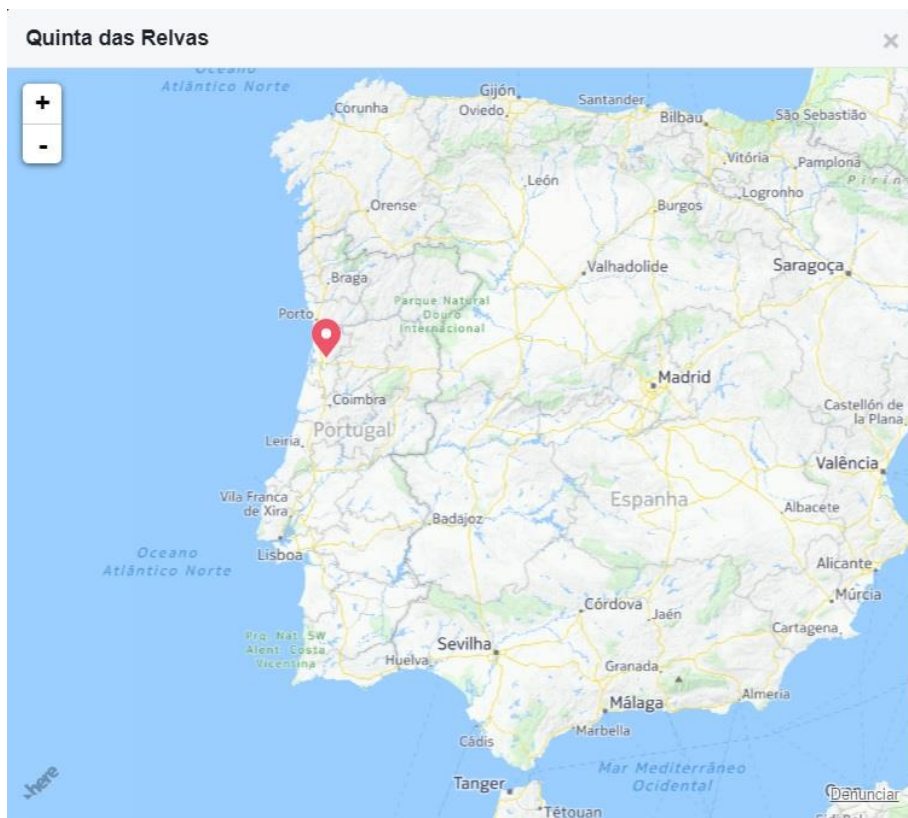 Quinta das Relvas
×
+
-
Oceano
Atlântico Norte
Corunha
Gijón
Oviedo
Santander
Bilbau
São Sebastião
Vitória
Pamplona
León
Logronho
Orense
Burgos
Braga
Valhadolide
Saragoça
Porto
Parque Natural
Douro
Internacional
Madrid
Coimbra
Castellón de
la Plana
Portugal
Leiria
Valência
Vila Franca
de Xira
Espanha
Albacete
Badajoz
Lisboa
Oceano
Atlântico Norte
Alicante
Múrcia
Córdova
Jaén
Cartagena
Prq. Nat. SW
Alent. Costa
Vicentina
Sevilha
Huelva
Granada
Almería
Málaga
Marbella
Cádis
Mar Mediterrâneo
Ocidental
here
Tanger
Denunciar
Tétouan